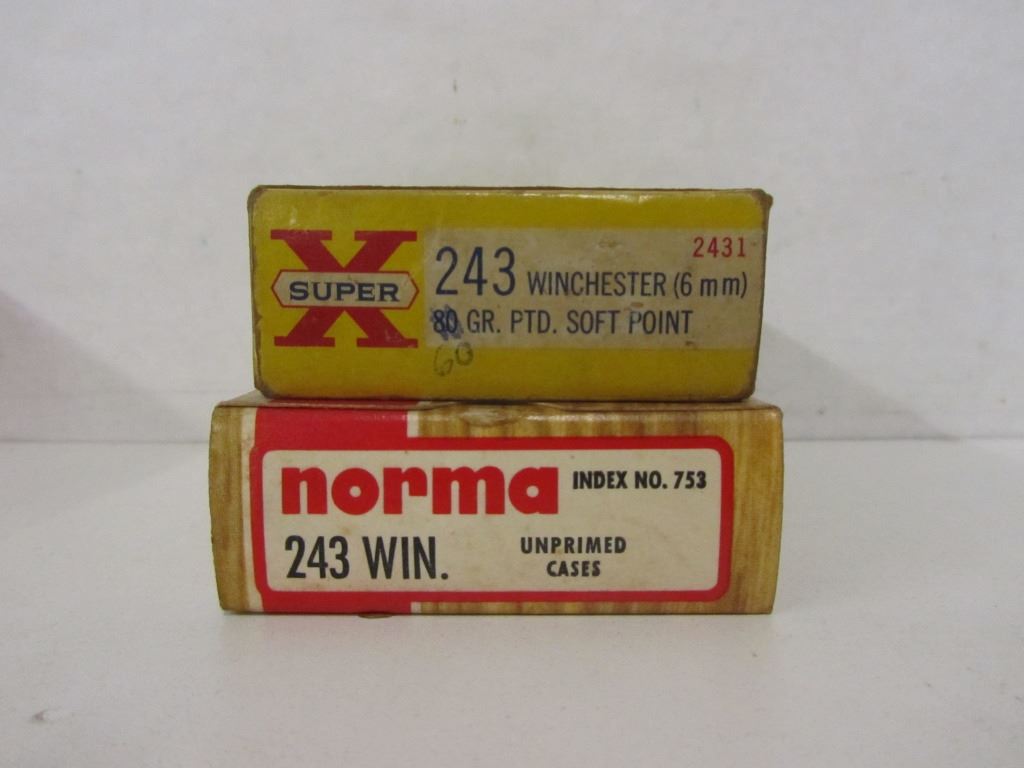 X
SUPER
2431
243 WINCHESTER (6 mm)
80 GR. PTD. SOFT POINT
60
norma
INDEX NO. 753
243 WIN.
UNPRIMED
CASES